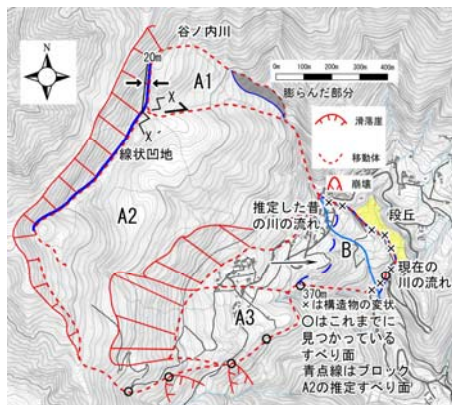 谷ノ内川
N
20m
A1
X
X
0m 100m 200m 300m 400m
膨らんだ部分
滑落崖
移動体
崩壊
線状凹地
A2
推定した昔
の川の流れ
段丘
B
現在の
川の流れ
A3
370m
×は構造物の変状
○はこれまでに
見つかっている
すべり面
青点線はブロック
A2の推定すべり面